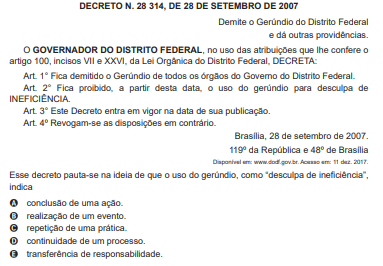 DECRETO N. 28 314, DE 28 DE SETEMBRO DE 2007
Demite o Gerúndio do Distrito Federal
e dá outras providências.
O GOVERNADOR DO DISTRITO FEDERAL, no uso das atribuições que lhe confere o
artigo 100, incisos VII e XXVI, da Lei Orgânica do Distrito Federal, DECRETA:
Art. 1° Fica demitido o Gerúndio de todos os órgãos do Governo do Distrito Federal.
Art. 2° Fica proibido, a partir desta data, o uso do gerúndio para desculpa de
INEFICIÊNCIA.
Art. 3° Este Decreto entra em vigor na data de sua publicação.
Art. 4º Revogam-se as disposições em contrário.
Brasília, 28 de setembro de 2007.
119º da República e 48º de Brasília
Disponível em: www.dodf.gov.br. Acesso em: 11 dez. 2017.
Esse decreto pauta-se na ideia de que o uso do gerúndio, como “desculpa de ineficiência”,
indica
A conclusão de uma ação.
B realização de um evento.
C repetição de uma prática.
D continuidade de um processo.
E transferência de responsabilidade.